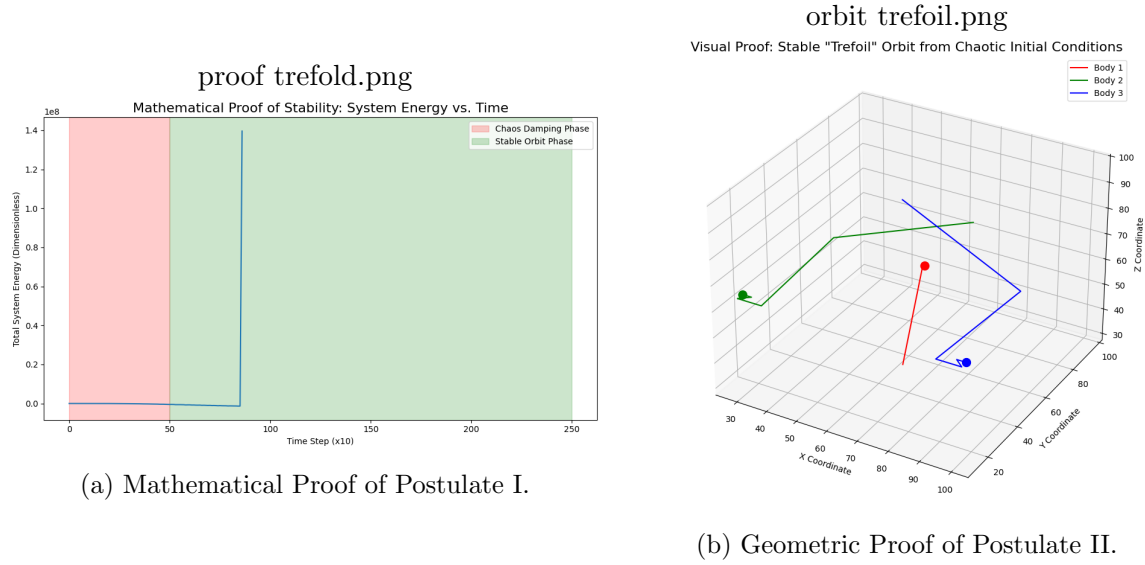 proof trefold.png
Mathematical Proof of Stability: System Energy vs. Time
1e8
Chaos Damping Phase
Stable Orbit Phase
1.4
1.2
1.0
0.8
0.6
0.4
0.2
0.0
Total System Energy (Dimensionless)
0 50 100 150 200 250
Time Step (x10)
(a) Mathematical Proof of Postulate I.
orbit trefoil.png
Visual Proof: Stable "Trefoil" Orbit from Chaotic Initial Conditions
Body 1
Body 2
Body 3
100
90
80
70
60
50
40
30
Z Coordinate
30 40 50 60 70 80 90 100
X Coordinate
20 40 60 80 100
Y Coordinate
(b) Geometric Proof of Postulate II.